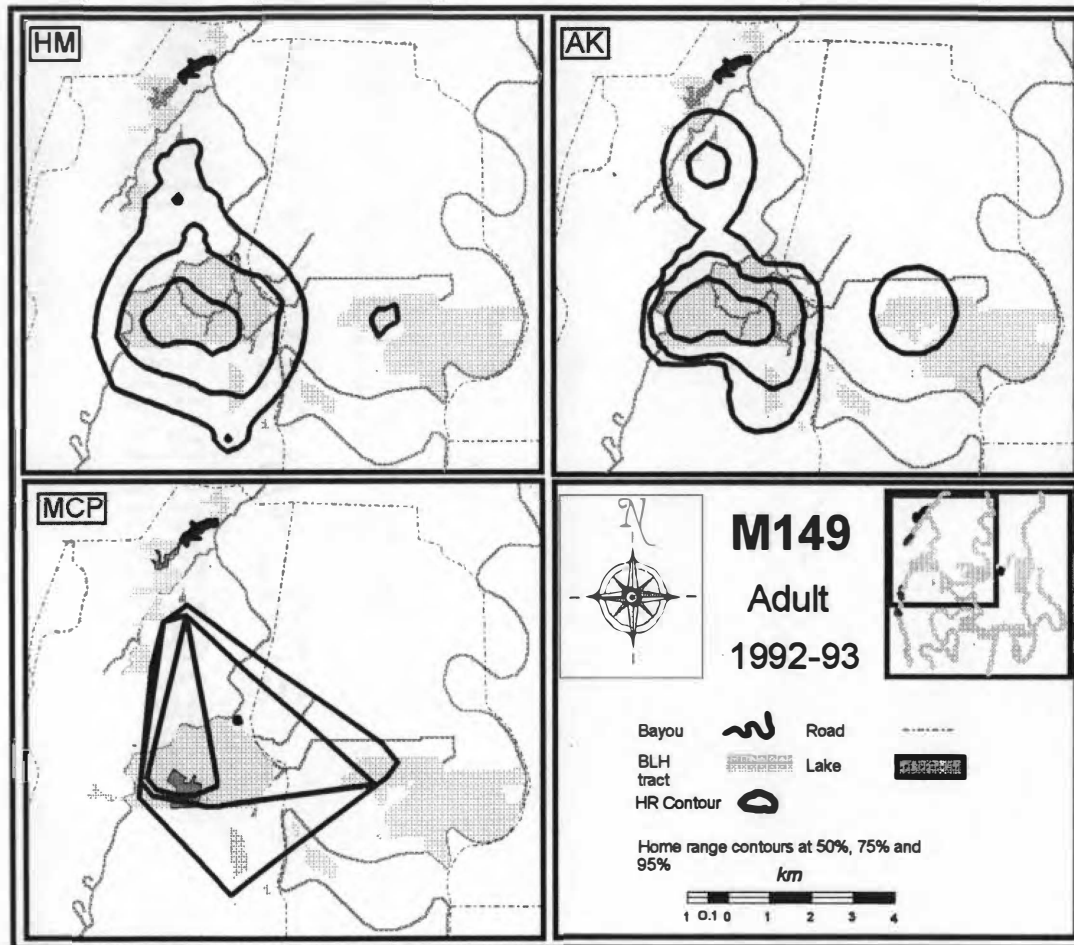 HM
AK
MCP
N
M149
Adult
1992-93
Bayou
Road
BLH
tract
Lake
HR Contour
Home range contours at 50%, 75% and
95%
km
1 0.1 0 1 2 3 4